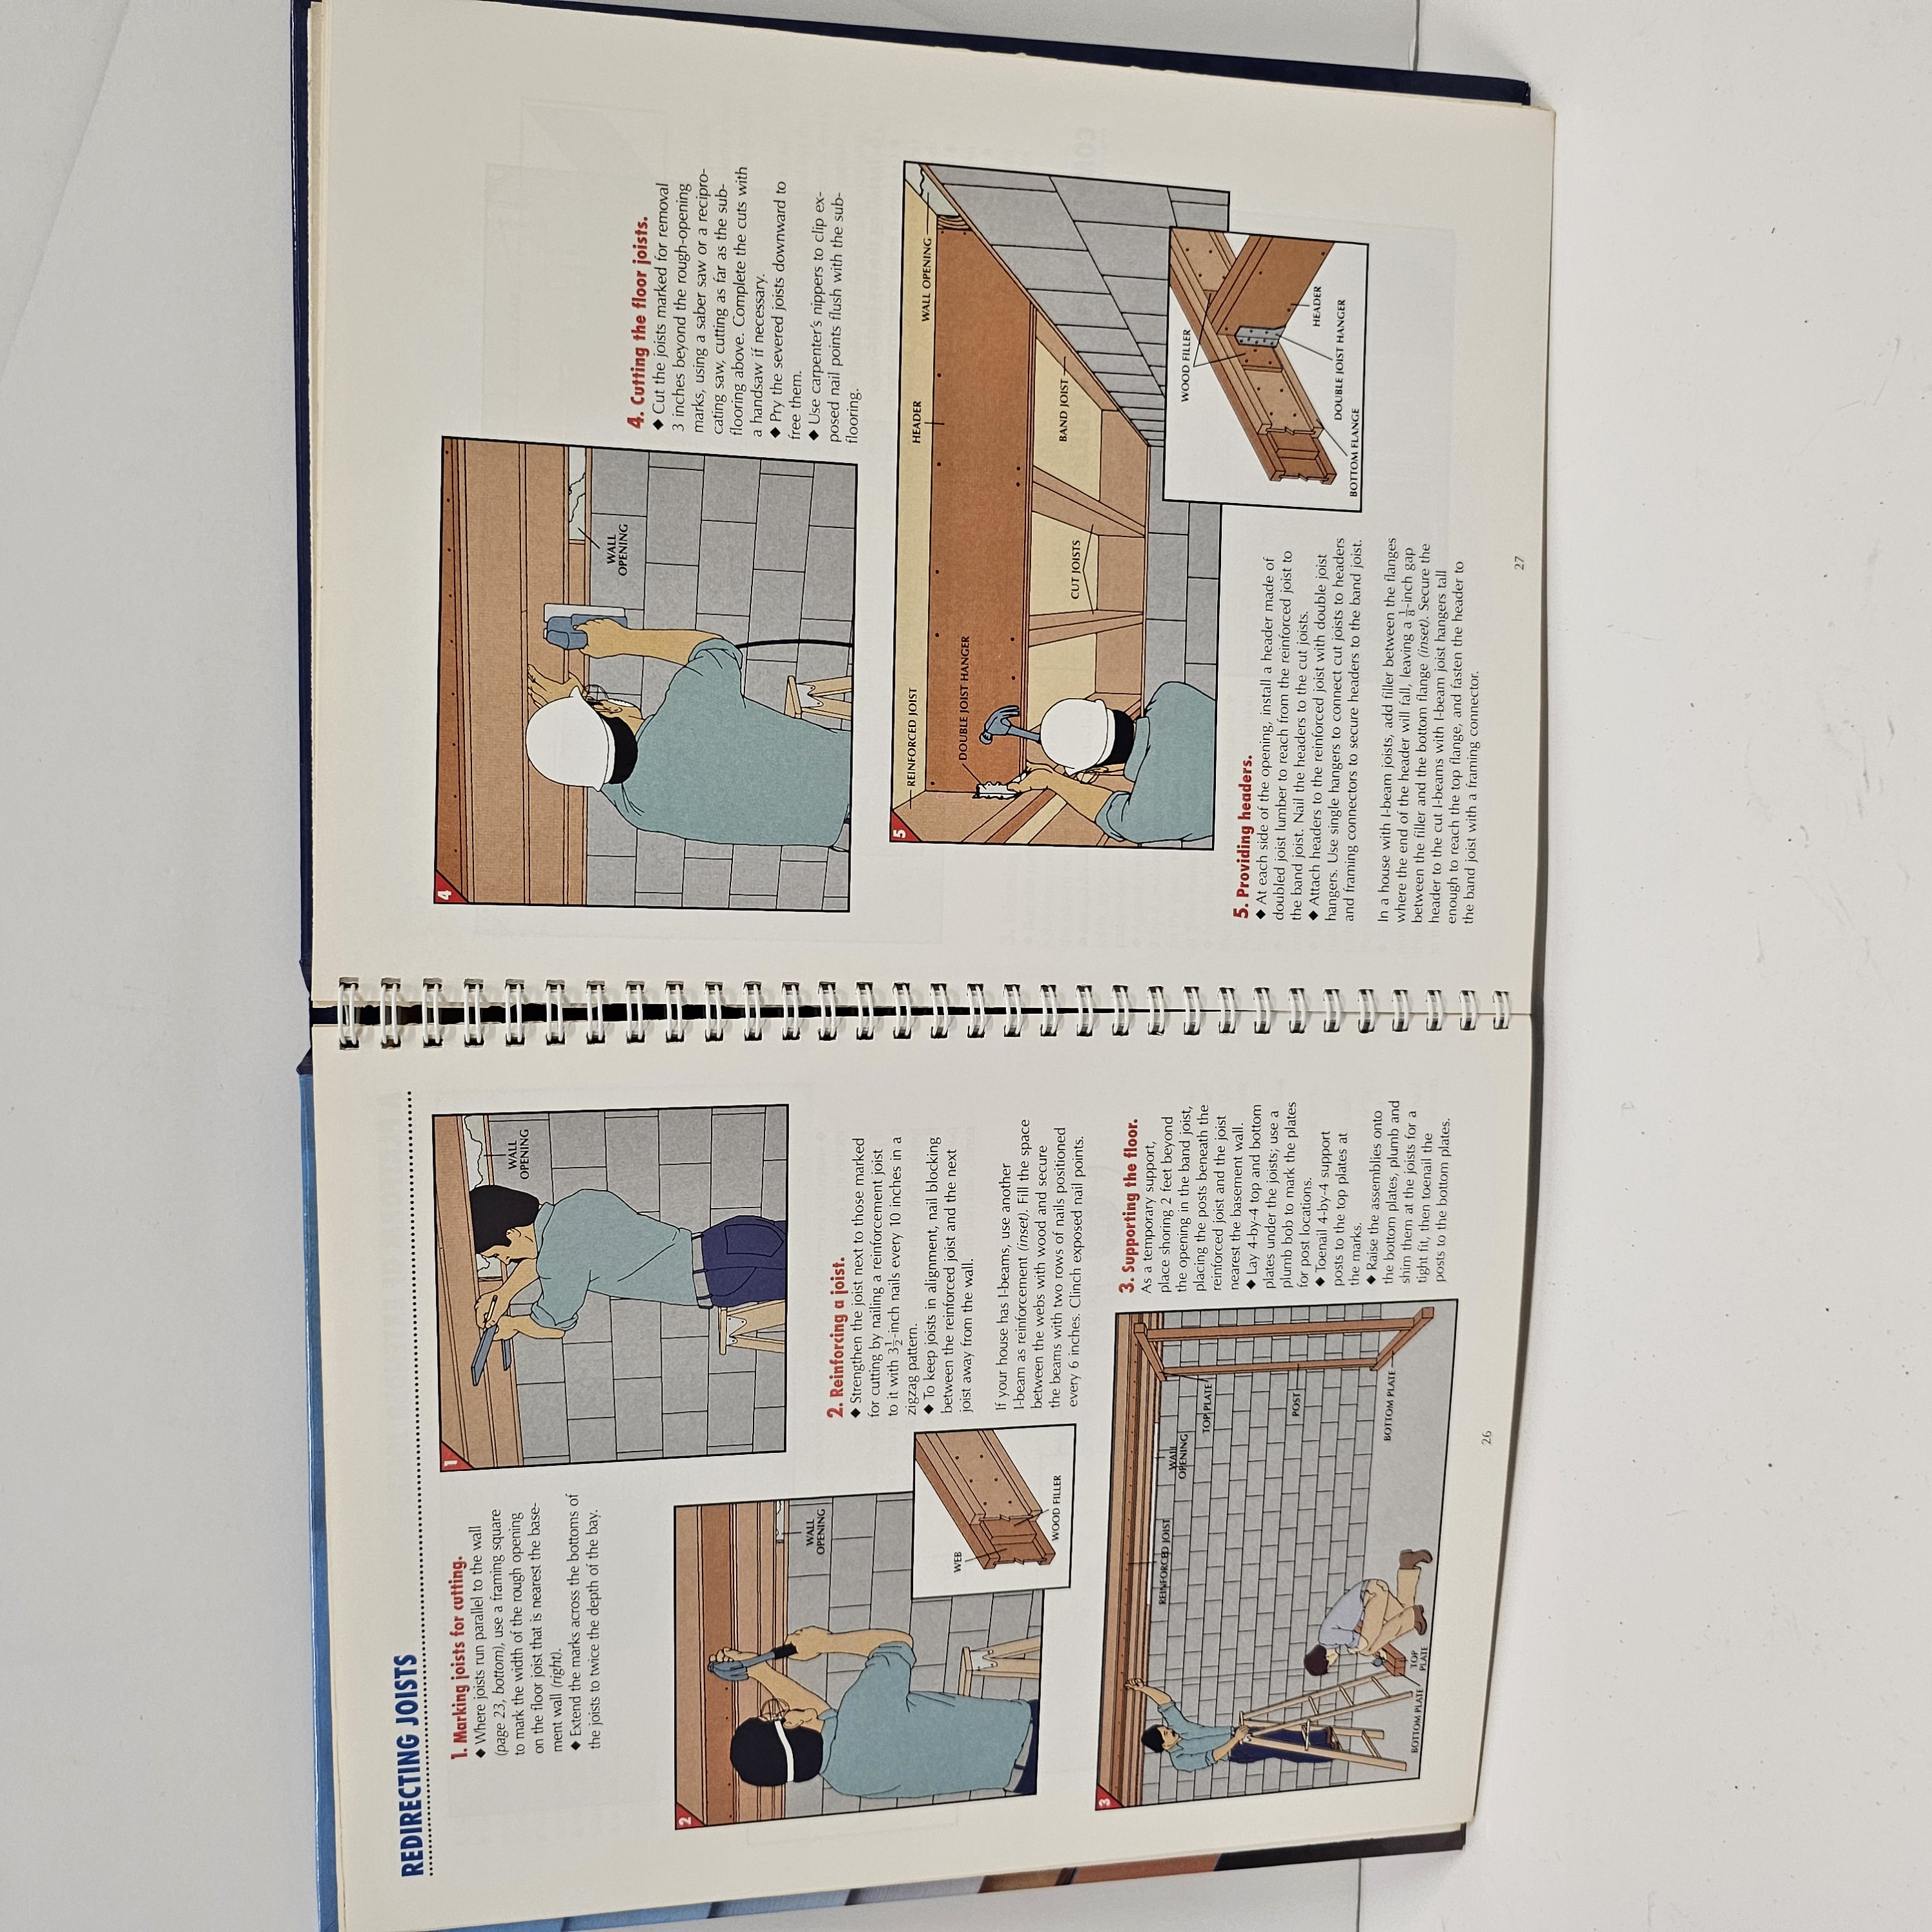 REDIRECTING JOISTS
1. Marking joists for cutting.
◆ Where joists run parallel to the wall
(page 23, bottom), use a framing square
to mark the width of the rough opening
on the floor joist that is nearest the base-
ment wall (right).
◆ Extend the marks across the bottoms of
the joists to twice the depth of the bay.
1
WALL
OPENING
2
WALL
OPENING
WEB
WOOD FILLER
2. Reinforcing a joist.
◆ Strengthen the joist next to those marked
for cutting by nailing a reinforcement joist
to it with 3½-inch nails every 10 inches in a
zigzag pattern.
◆ To keep joists in alignment, nail blocking
between the reinforced joist and the next
joist away from the wall.
If your house has I-beams, use another
I-beam as reinforcement (inset). Fill the space
between the webs with wood and secure
the beams with two rows of nails positioned
every 6 inches. Clinch exposed nail points.
3
REINFORCED JOIST
WALL
OPENING
TOP PLATE
POST
BOTTOM PLATE
BOTTOM PLATE
TOP
PLATE
3. Supporting the floor.
As a temporary support,
place shoring 2 feet beyond
the opening in the band joist,
placing the posts beneath the
reinforced joist and the joist
nearest the basement wall.
◆ Lay 4-by-4 top and bottom
plates under the joists; use a
plumb bob to mark the plates
for post locations.
◆ Toenail 4-by-4 support
posts to the top plates at
the marks.
◆ Raise the assemblies onto
the bottom plates, plumb and
shim them at the joists for a
tight fit, then toenail the
posts to the bottom plates.
26
4
WALL
OPENING
4. Cutting the floor joists.
◆ Cut the joists marked for removal
3 inches beyond the rough-opening
marks, using a saber saw or a recipro-
cating saw, cutting as far as the sub-
flooring above. Complete the cuts with
a handsaw if necessary.
◆ Pry the severed joists downward to
free them.
◆ Use carpenter's nippers to clip ex-
posed nail points flush with the sub-
flooring.
5
REINFORCED JOIST
HEADER
WALL OPENING
DOUBLE JOIST HANGER
BAND JOIST
CUT JOISTS
WOOD FILLER
HEADER
DOUBLE JOIST HANGER
BOTTOM FLANGE
5. Providing headers.
◆ At each side of the opening, install a header made of
doubled joist lumber to reach from the reinforced joist to
the band joist. Nail the headers to the cut joists.
◆ Attach headers to the reinforced joist with double joist
hangers. Use single hangers to connect cut joists to headers
and framing connectors to secure headers to the band joist.
In a house with I-beam joists, add filler between the flanges
where the end of the header will fall, leaving a ⅛-inch gap
between the filler and the bottom flange (inset). Secure the
header to the cut I-beams with I-beam joist hangers tall
enough to reach the top flange, and fasten the header to
the band joist with a framing connector.
27